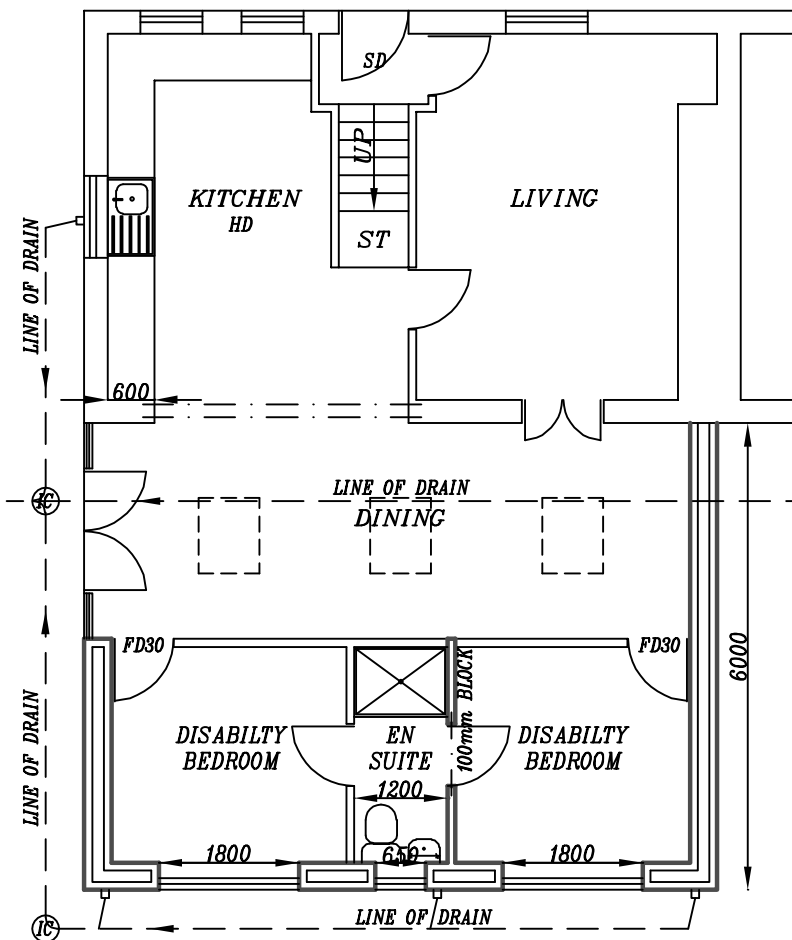 SD
UP
KITCHEN
HD
LIVING
ST
LINE OF DRAIN
600
LINE OF DRAIN
IC
DINING
FD30
FD30
100mm BLOCK
6000
LINE OF DRAIN
DISABILTY
BEDROOM
EN
SUITE
DISABILTY
BEDROOM
1200
1800
650
1800
LINE OF DRAIN
IC